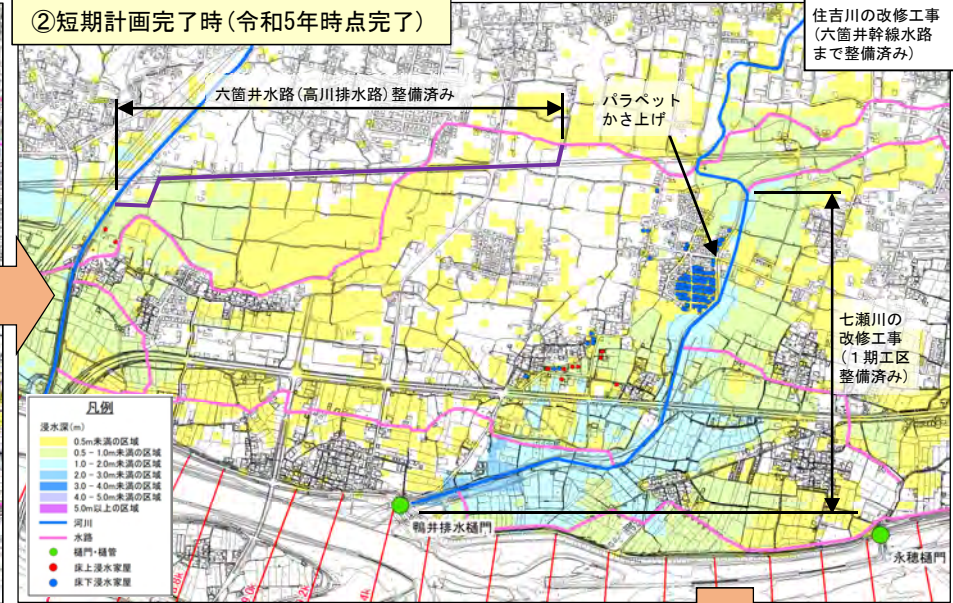 ②短期計画完了時(令和5年時点完了)
住吉川の改修工事
(六箇井幹線水路
まで整備済み)
六箇井水路(高川排水路)整備済み
パラペット
かさ上げ
七瀬川の
改修工事
(1期工区
整備済み)
凡例
浸水深(m)
0.5m未満の区域
0.5 - 1.0m未満の区域
1.0 - 2.0m未満の区域
2.0 - 3.0m未満の区域
3.0 - 4.0m未満の区域
4.0 - 5.0m未満の区域
5.0m以上の区域
河川
水路
樋門・樋管
床上浸水家屋
床下浸水家屋
鴨井排水樋門
永穂樋門